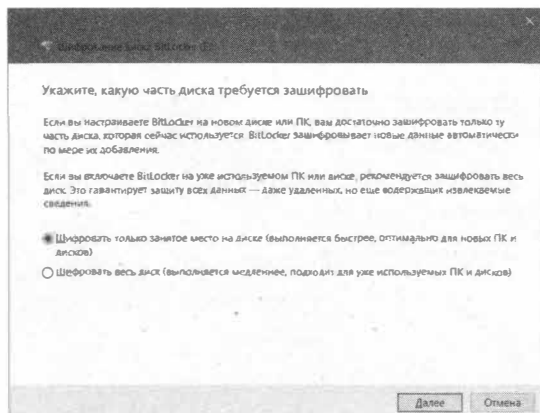 Шифрование диска BitLocker
Укажите, какую часть диска требуется зашифровать
Если вы настраиваете BitLocker на новом диске или ПК, вам достаточно зашифровать только ту
часть диска, которая сейчас используется. BitLocker зашифровывает новые данные автоматически
по мере их добавления.
Если вы включаете BitLocker на уже используемом ПК или диске, рекомендуется зашифровать весь
диск. Это гарантирует защиту всех данных — даже удаленных, но еще содержащих извлекаемые
сведения.
Шифровать только занятое место на диске (выполняется быстрее, оптимально для новых ПК и
дисков)
Шифровать весь диск (выполняется медленнее, подходит для уже используемых ПК и дисков)
Далее Отмена